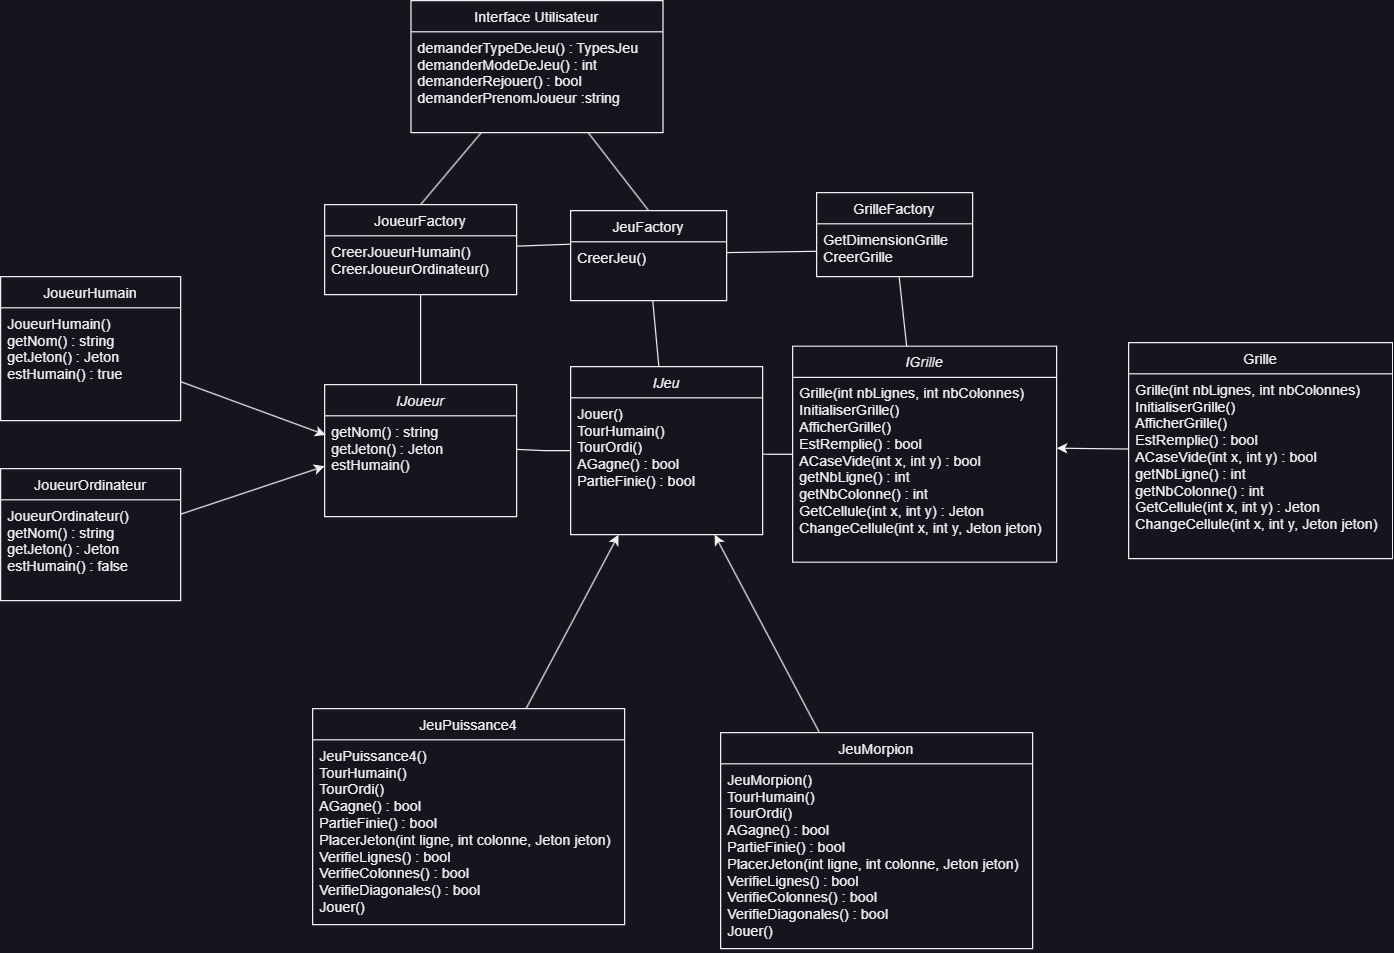 Interface Utilisateur
demanderTypeDeJeu() : TypesJeu
demanderModeDeJeu() : int
demanderRejouer() : bool
demanderPrenomJoueur :string
JoueurFactory
CreerJoueurHumain()
CreerJoueurOrdinateur()
JeuFactory
CreerJeu()
GrilleFactory
GetDimensionGrille
CreerGrille
JoueurHumain
JoueurHumain()
getNom() : string
getJeton() : Jeton
estHumain() : true
JoueurOrdinateur
JoueurOrdinateur()
getNom() : string
getJeton() : Jeton
estHumain() : false
IJoueur
getNom() : string
getJeton() : Jeton
estHumain()
IJeu
Jouer()
TourHumain()
TourOrdi()
AGagne() : bool
PartieFinie() : bool
IGrille
Grille(int nbLignes, int nbColonnes)
InitialiserGrille()
AfficherGrille()
EstRemplie() : bool
ACaseVide(int x, int y) : bool
getNbLigne() : int
getNbColonne() : int
GetCellule(int x, int y) : Jeton
ChangeCellule(int x, int y, Jeton jeton)
Grille
Grille(int nbLignes, int nbColonnes)
InitialiserGrille()
AfficherGrille()
EstRemplie() : bool
ACaseVide(int x, int y) : bool
getNbLigne() : int
getNbColonne() : int
GetCellule(int x, int y) : Jeton
ChangeCellule(int x, int y, Jeton jeton)
JeuPuissance4
JeuPuissance4()
TourHumain()
TourOrdi()
AGagne() : bool
PartieFinie() : bool
PlacerJeton(int ligne, int colonne, Jeton jeton)
VerifieLignes() : bool
VerifieColonnes() : bool
VerifieDiagonales() : bool
Jouer()
JeuMorpion
JeuMorpion()
TourHumain()
TourOrdi()
AGagne() : bool
PartieFinie() : bool
PlacerJeton(int ligne, int colonne, Jeton jeton)
VerifieLignes() : bool
VerifieColonnes() : bool
VerifieDiagonales() : bool
Jouer()